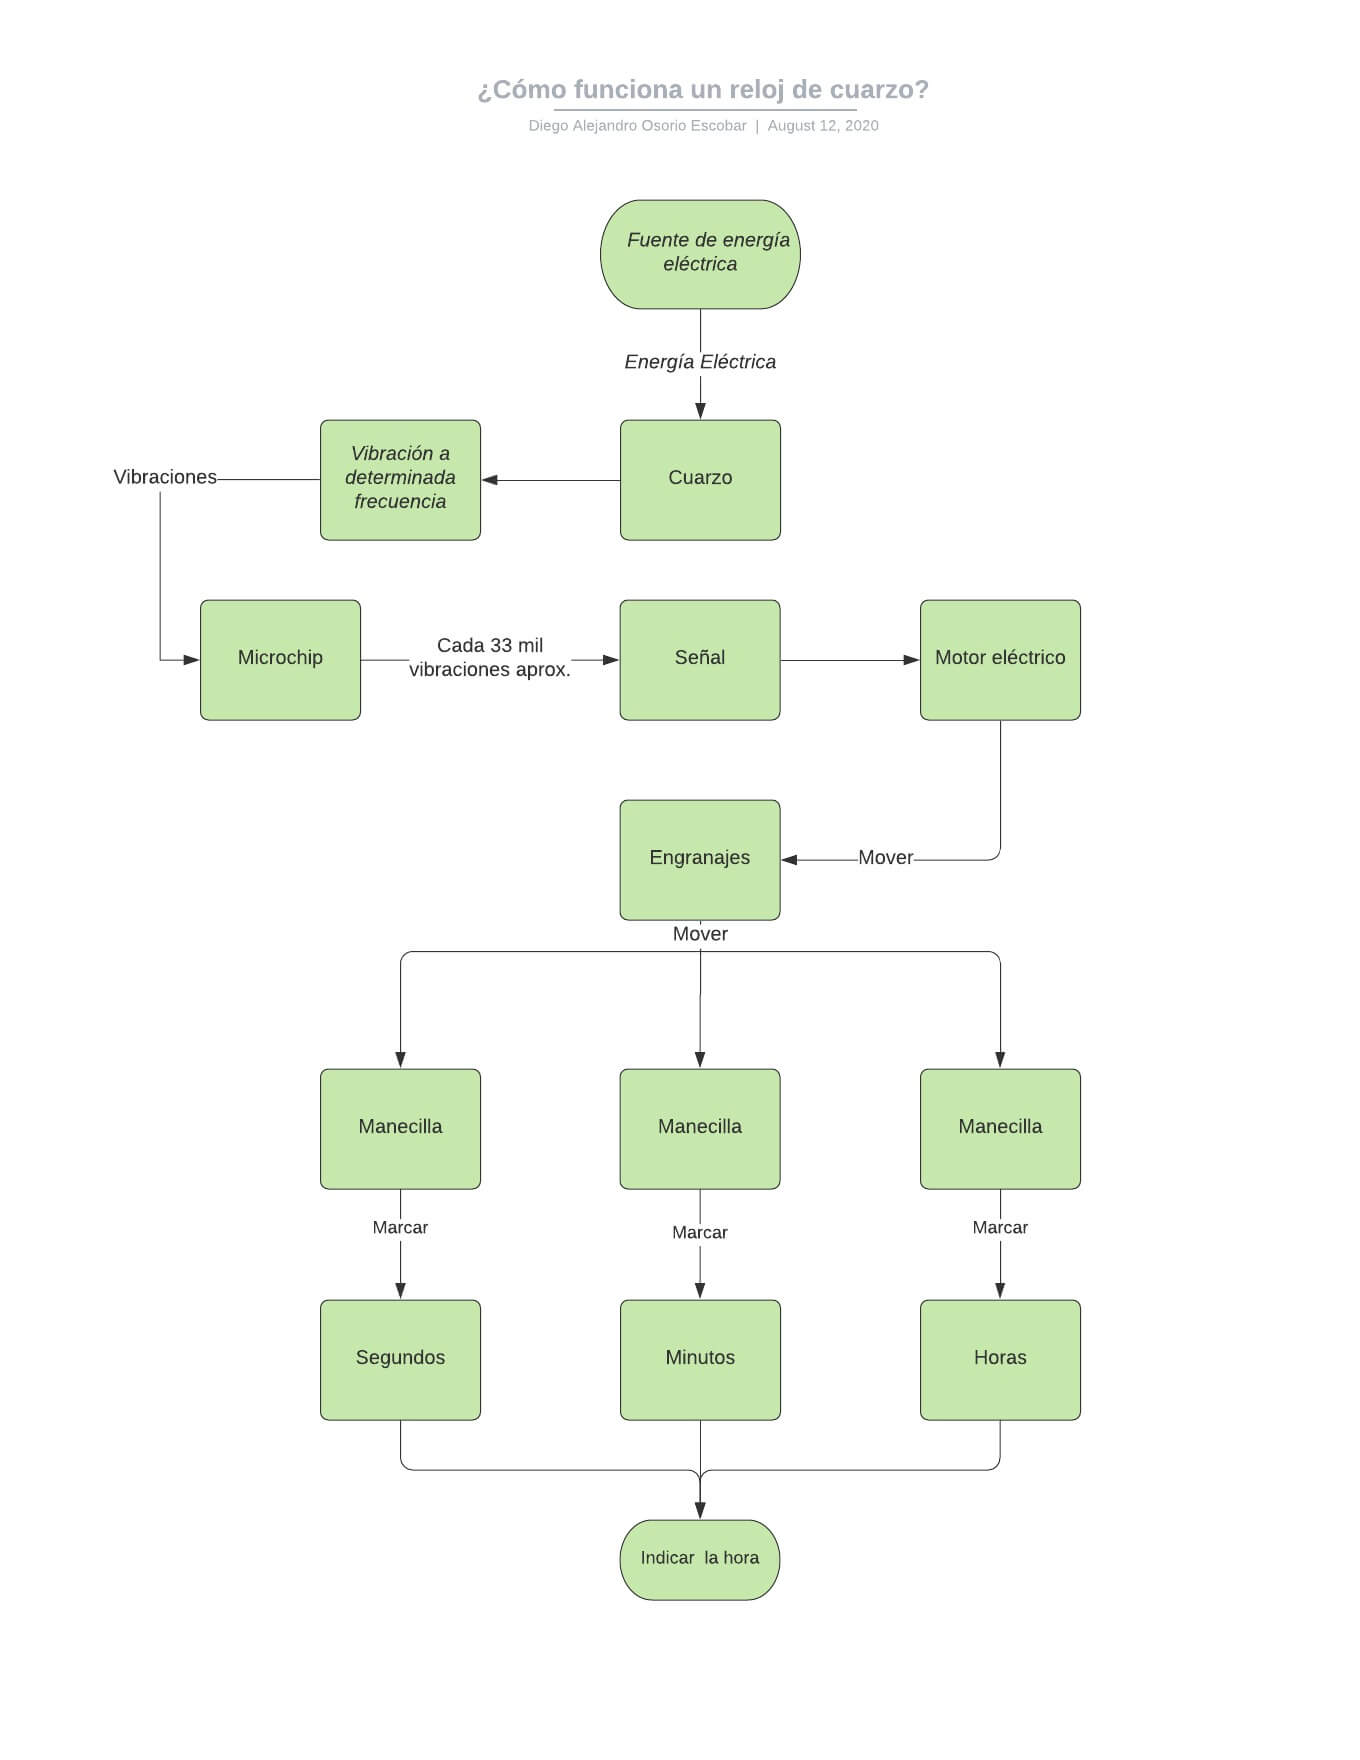 ¿Cómo funciona un reloj de cuarzo?
Diego Alejandro Osorio Escobar | August 12, 2020
Fuente de energía
eléctrica
Energía Eléctrica
Vibración a
determinada
frecuencia
Cuarzo
Vibraciones
Microchip
Cada 33 mil
vibraciones aprox.
Señal
Motor eléctrico
Engranajes
Mover
Mover
Manecilla
Manecilla
Manecilla
Marcar
Marcar
Marcar
Segundos
Minutos
Horas
Indicar la hora